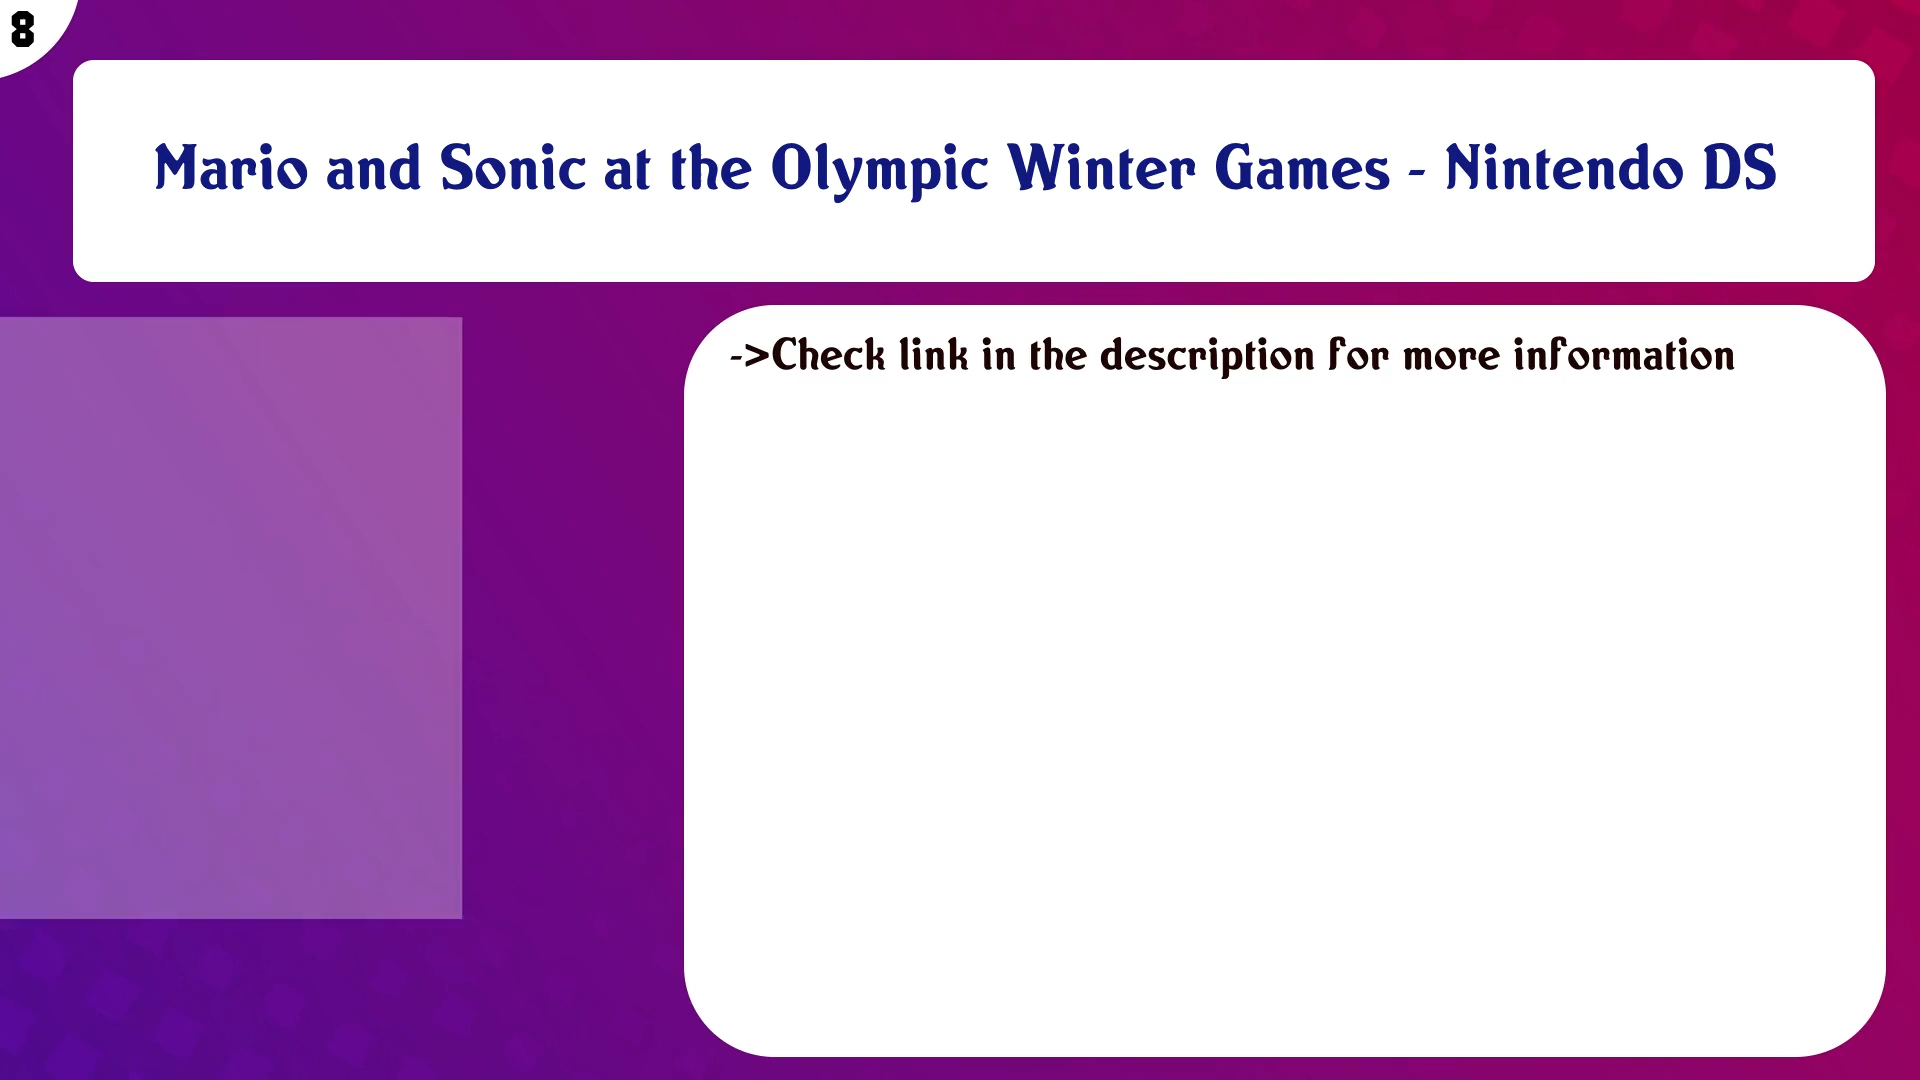 8
Mario and Sonic at the Olympic Winter Games - Nintendo DS
->Check link in the description for more information